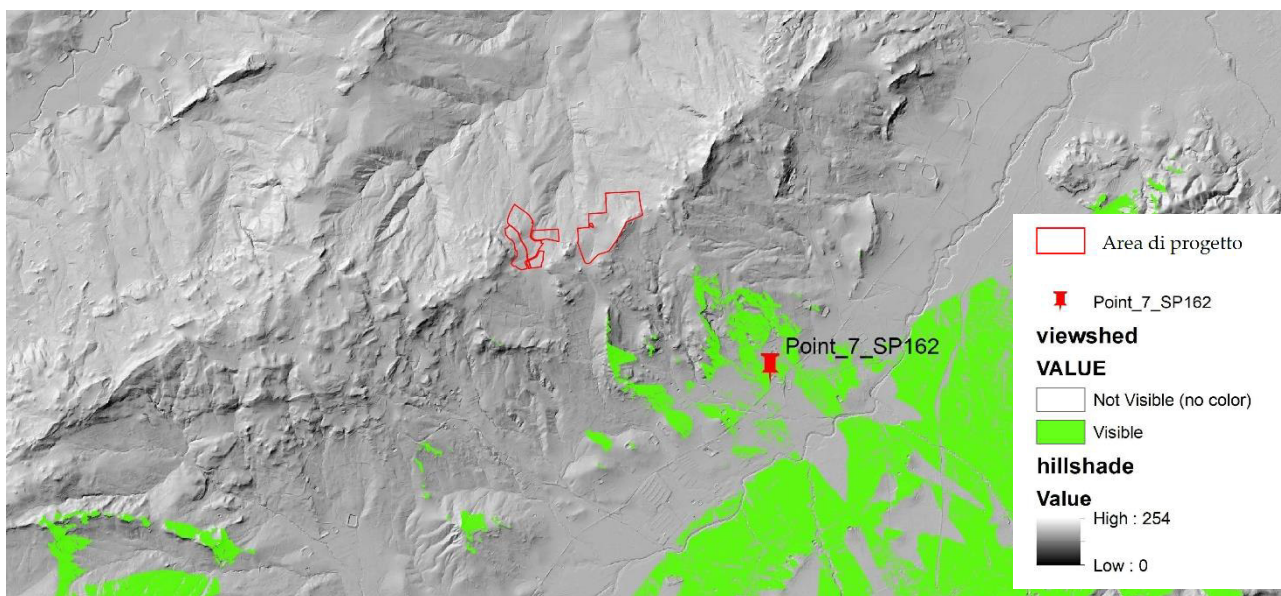 Point_7_SP162
Area di progetto
Point_7_SP162
viewshed
VALUE
Not Visible (no color)
Visible
hillshade
Value
High : 254
Low : 0